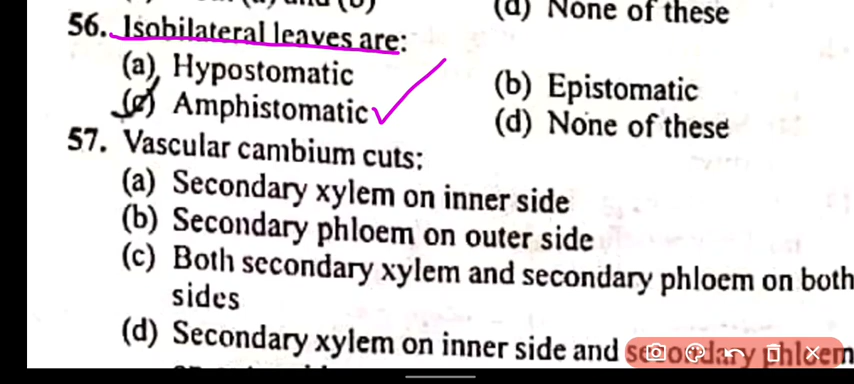 (d) None of these
56. Isobilateral leaves are:
(a) Hypostomatic
(b) Epistomatic
(c) Amphistomatic
(d) None of these
57. Vascular cambium cuts:
(a) Secondary xylem on inner side
(b) Secondary phloem on outer side
(c) Both secondary xylem and secondary phloem on both
sides
(d) Secondary xylem on inner side and secondary phloem